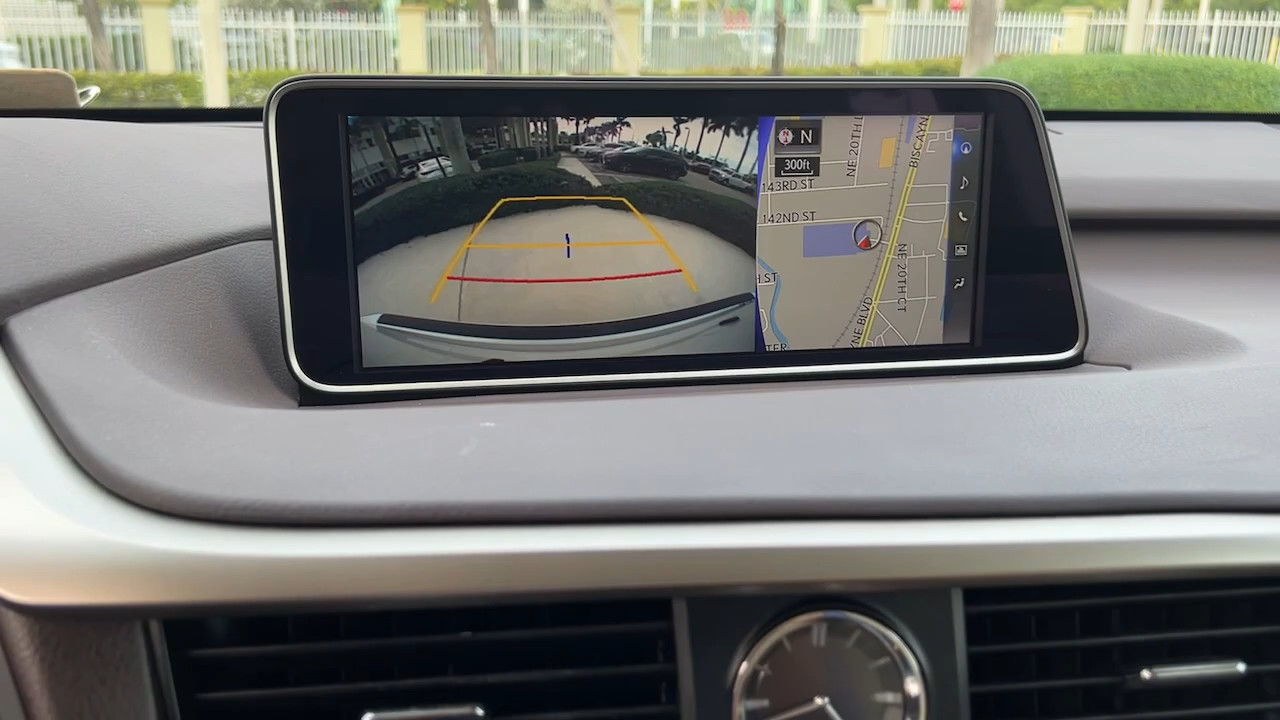 N
300ft
NE 20TH
BISCAYN
143RD ST
142ND ST
H ST
NE 20TH CT
NE BLVD
TER